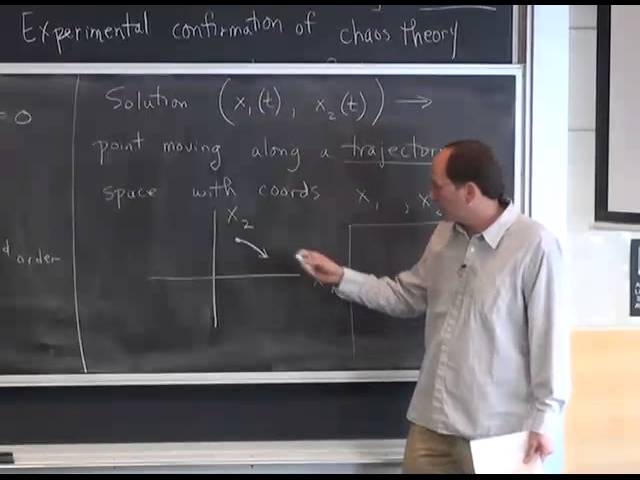 Experimental confirmation of chaos theory
= 0
Solution (x₁(t), x₂(t)) →
point moving along a trajector
space with coords x₁, x₂
order
x₂